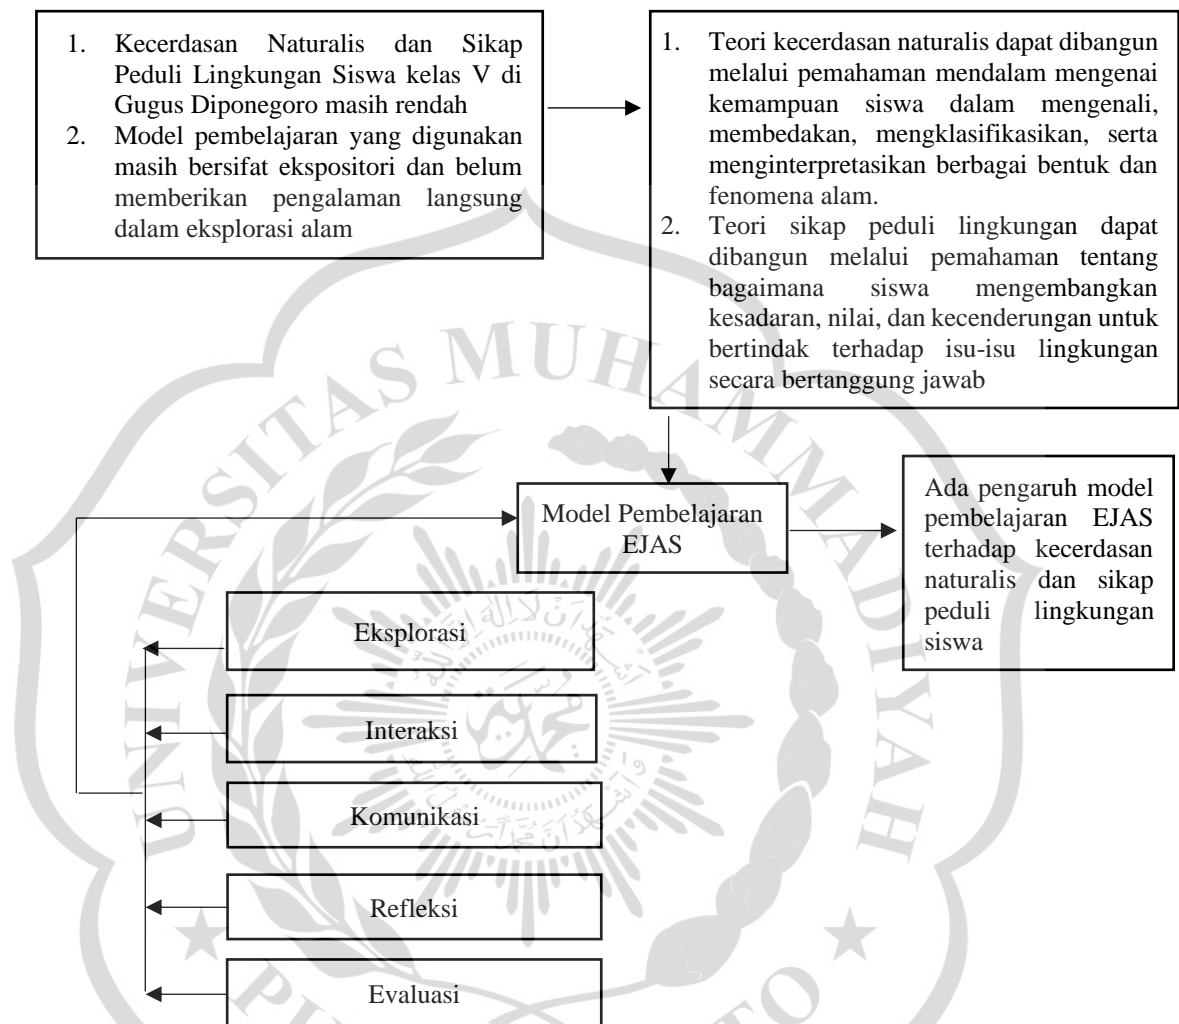 1. Kecerdasan Naturalis dan Sikap
Peduli Lingkungan Siswa kelas V di
Gugus Diponegoro masih rendah
2. Model pembelajaran yang digunakan
masih bersifat ekspositori dan belum
memberikan pengalaman langsung
dalam eksplorasi alam
1. Teori kecerdasan naturalis dapat dibangun
melalui pemahaman mendalam mengenai
kemampuan siswa dalam mengenali,
membedakan, mengklasifikasikan, serta
menginterpretasikan berbagai bentuk dan
fenomena alam.
2. Teori sikap peduli lingkungan dapat
dibangun melalui pemahaman tentang
bagaimana siswa mengembangkan
kesadaran, nilai, dan kecenderungan untuk
bertindak terhadap isu-isu lingkungan
secara bertanggung jawab
Model Pembelajaran
EJAS
Ada pengaruh model
pembelajaran EJAS
terhadap kecerdasan
naturalis dan sikap
peduli lingkungan
siswa
Eksplorasi
Interaksi
Komunikasi
Refleksi
Evaluasi
UNIVERSITAS MUHAMMADIYAH